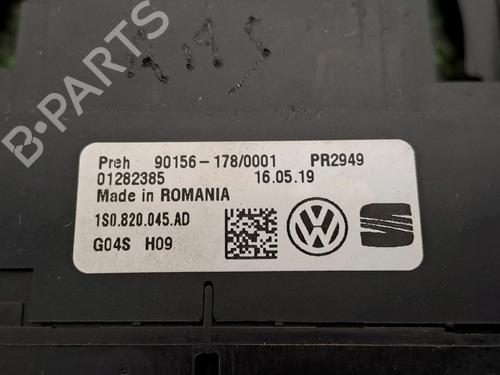 RAS
B-PARTS
Preh 90156-178/0001 PR2949
01282385 16.05.19
Made in ROMANIA
1S0.820.045.AD
G04S H09